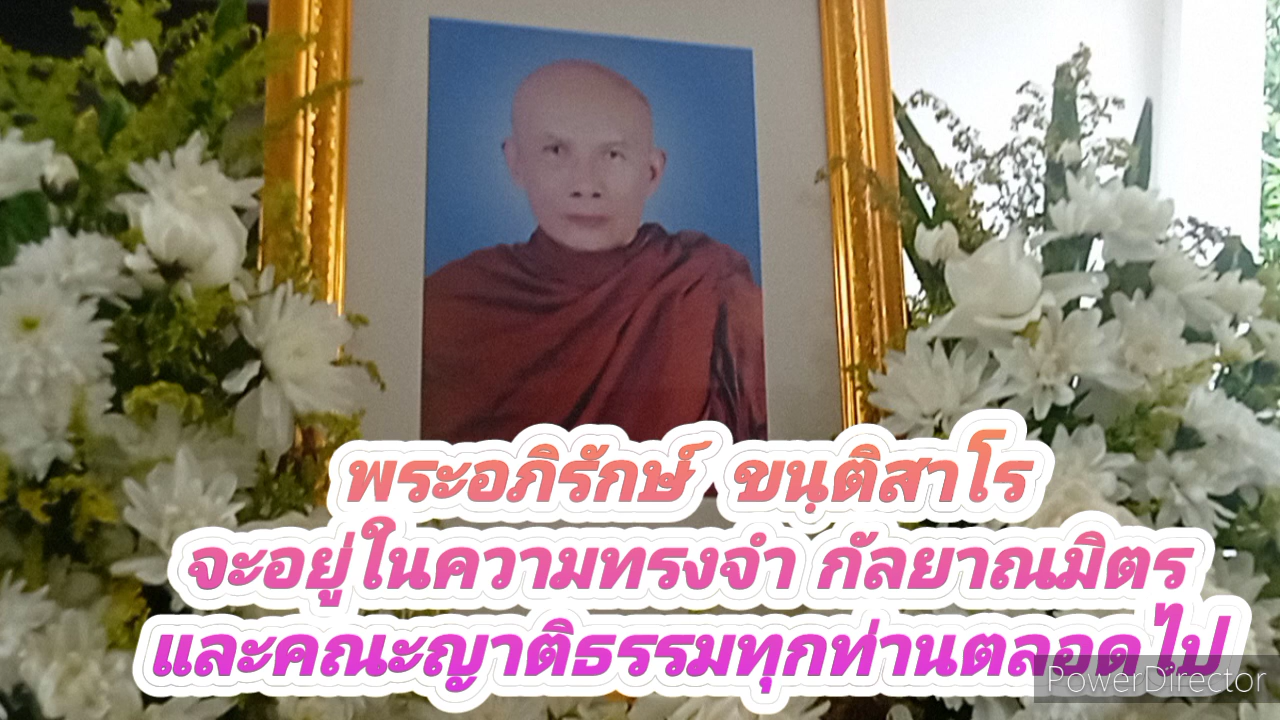 พระอภิรักษ์ ขนฺติสาโร
จะอยู่ในความทรงจำ กัลยาณมิตร
และคณะญาติธรรมทุกท่านตลอดไป
PowerDirector